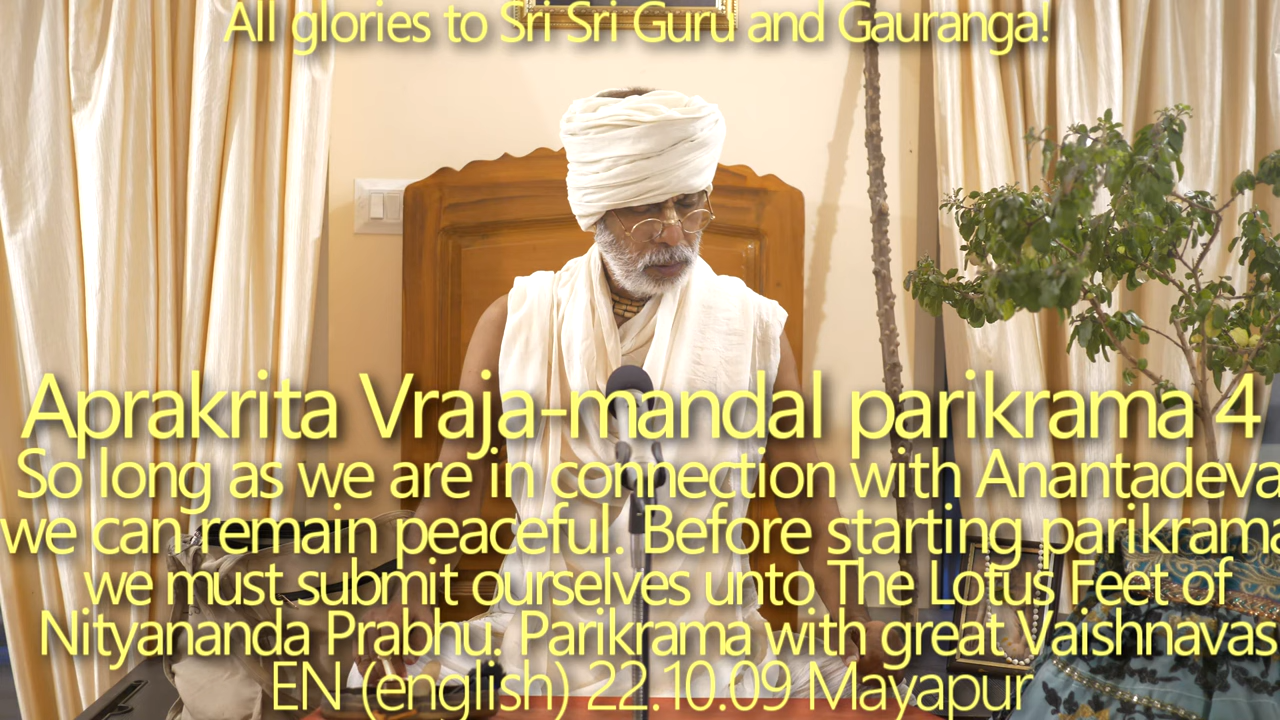 All glories to Sri Sri Guru and Gauranga!
Aprakrita Vraja-mandal parikrama 4
So long as we are in connection with Anantadeva
we can remain peaceful. Before starting parikrama
we must submit ourselves unto The Lotus Feet of
Nityananda Prabhu. Parikrama with great Vaishnavas
EN (english) 22.10.09 Mayapur